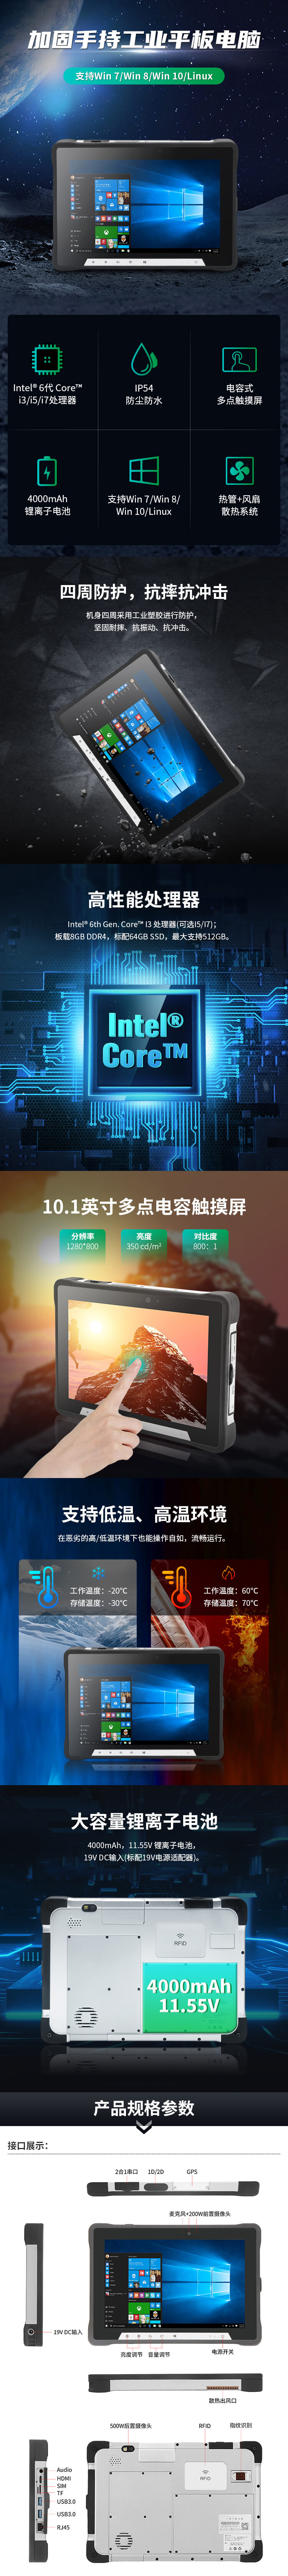 加固手持工业平板电脑
支持Win 7/Win 8/Win 10/Linux
Intel® 6代 Core™
i3/i5/i7处理器
IP54
防尘防水
电容式
多点触摸屏
4000mAh
锂离子电池
支持Win 7/Win 8/
Win 10/Linux
热管+风扇
散热系统
四周防护，抗摔抗冲击
机身四周采用工业塑胶进行防护，
坚固耐摔、抗振动、抗冲击。
高性能处理器
Intel® 6th Gen. Core™ I3 处理器(可选I5/I7)；
板载8GB DDR4，标配64GB SSD，最大支持512GB。
Intel®
Core™
10.1英寸多点电容触摸屏
分辨率
1280*800
亮度
350 cd/m²
对比度
800：1
支持低温、高温环境
在恶劣的高/低温环境下也能操作自如，流畅运行。
工作温度：-20℃
存储温度：-30℃
工作温度：60℃
存储温度：70℃
大容量锂离子电池
4000mAh，11.55V 锂离子电池，
19V DC输入(标配19V电源适配器)。
RFID
4000mAh
11.55V
产品规格参数
接口展示：
2合1串口
1D/2D
GPS
麦克风+200W前置摄像头
19V DC输入
亮度调节
音量调节
电源开关
散热出风口
500W后置摄像头
RFID
指纹识别
Audio
HDMI
SIM
TF
USB3.0
USB3.0
RJ45
RFID